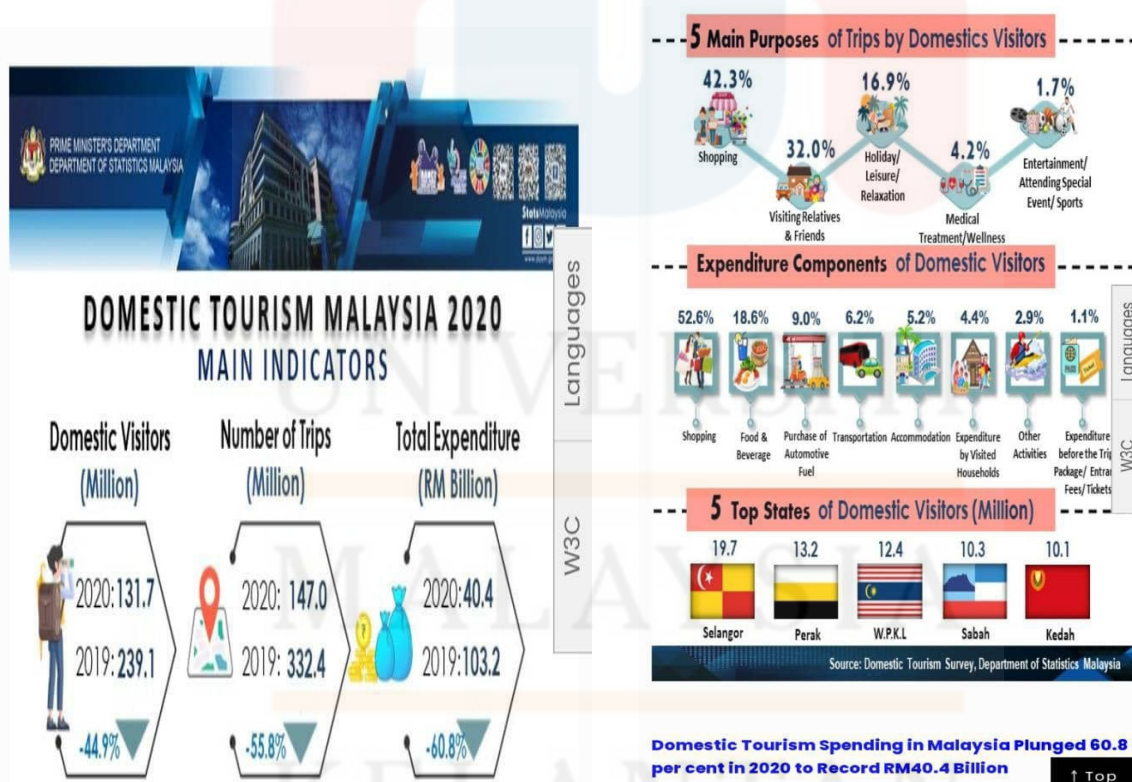 PRIME MINISTER'S DEPARTMENT
DEPARTMENT OF STATISTICS MALAYSIA
StatsMalaysia
DOMESTIC TOURISM MALAYSIA 2020
MAIN INDICATORS
Domestic Visitors
(Million)
2020:131.7
2019:239.1
-44.9%
Number of Trips
(Million)
2020: 147.0
2019: 332.4
-55.8%
Total Expenditure
(RM Billion)
2020:40.4
2019:103.2
-60.8%
Languages
W3C
5 Main Purposes of Trips by Domestics Visitors
42.3%
Shopping
32.0%
Visiting Relatives
& Friends
16.9%
Holiday/
Leisure/
Relaxation
4.2%
Medical
Treatment/Wellness
1.7%
Entertainment/
Attending Special
Event/ Sports
Expenditure Components of Domestic Visitors
52.6%
Shopping
18.6%
Food &
Beverage
9.0%
Purchase of
Automotive
Fuel
6.2%
Transportation
5.2%
Accommodation
4.4%
Expenditure
by Visited
Households
2.9%
Other
Activities
1.1%
Expenditure
before the Trip
Package/ Entra
Fees/Tickets
Languages
W3C
5 Top States of Domestic Visitors (Million)
19.7
Selangor
13.2
Perak
12.4
W.P.K.L
10.3
Sabah
10.1
Kedah
Source: Domestic Tourism Survey, Department of Statistics Malaysia
Domestic Tourism Spending in Malaysia Plunged 60.8
per cent in 2020 to Record RM40.4 Billion
↑ Top
UNIVERSITI
MALAYSIA
KELANTAN